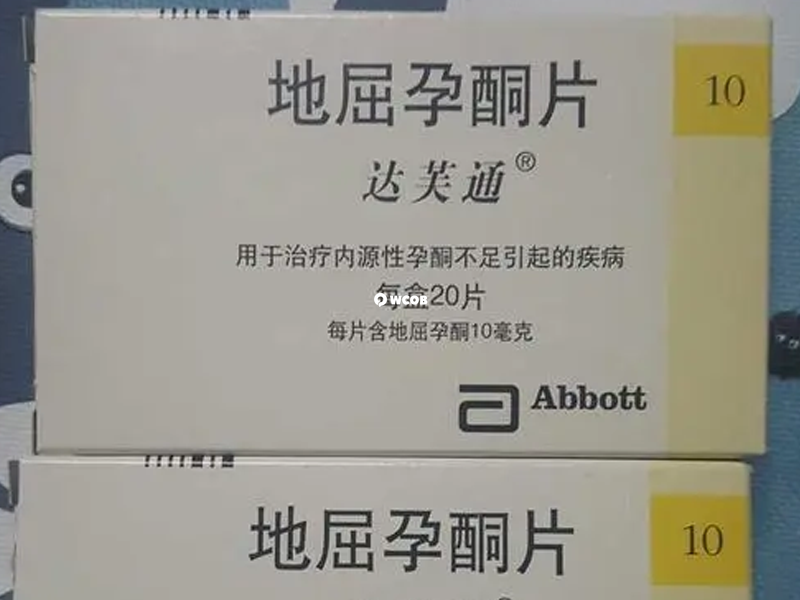 地屈孕酮片
10
达芙通®
用于治疗内源性孕酮不足引起的疾病
每盒20片
WCOB
每片含地屈孕酮10毫克
Abbott
地屈孕酮片
10